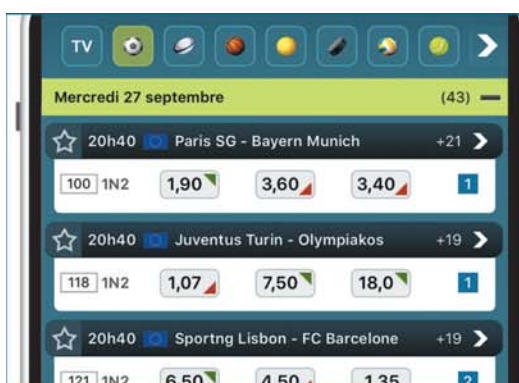 TV
Mercredi 27 septembre (43)
20h40 Paris SG - Bayern Munich +21
100 1N2 1,90 3,60 3,40 1
20h40 Juventus Turin - Olympiakos +19
118 1N2 1,07 7,50 18,0 1
20h40 Sportng Lisbon - FC Barcelone +19
121 1N2 6,50 4,50 1,35 2